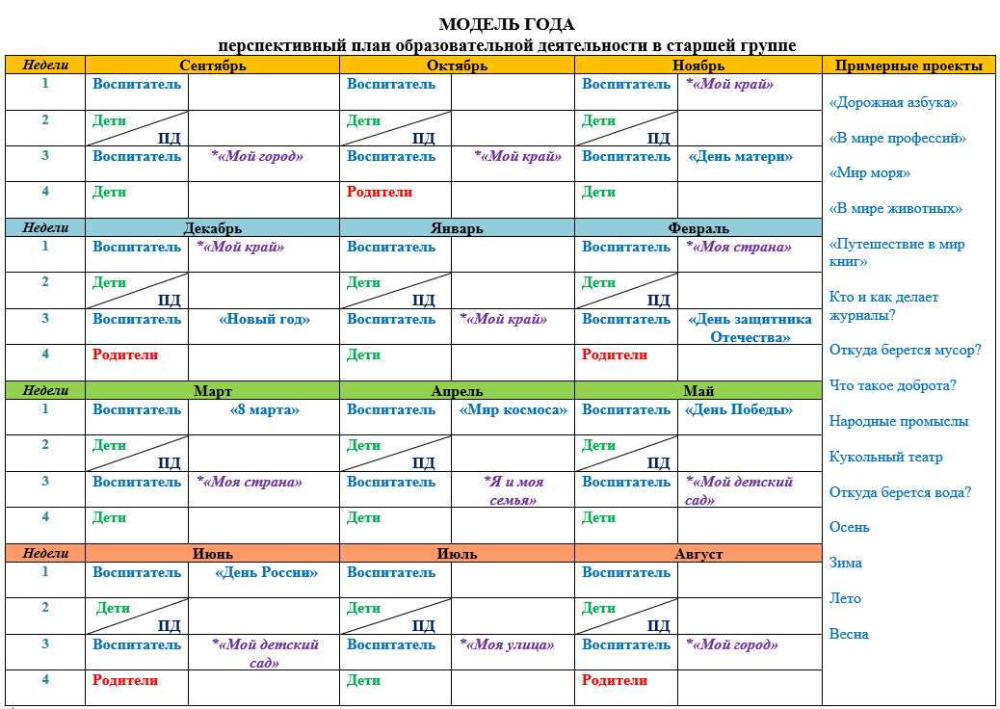 МОДЕЛЬ ГОДА
перспективный план образовательной деятельности в старшей группе
Недели Сентябрь Октябрь Ноябрь Примерные проекты
1 Воспитатель Воспитатель Воспитатель *«Мой край»
2 Дети ПД Дети ПД Дети ПД
3 Воспитатель *«Мой город» Воспитатель *«Мой край» Воспитатель «День матери»
4 Дети Родители Дети
Недели Декабрь Январь Февраль
1 Воспитатель *«Мой край» Воспитатель Воспитатель *«Моя страна»
2 Дети ПД Дети ПД Дети ПД
3 Воспитатель «Новый год» Воспитатель *«Мой край» Воспитатель «День защитника
Отечества»
4 Родители Дети Родители
Недели Март Апрель Май
1 Воспитатель «8 марта» Воспитатель «Мир космоса» Воспитатель «День Победы»
2 Дети ПД Дети ПД Дети ПД
3 Воспитатель *«Моя страна» Воспитатель *«Я и моя
семья» Воспитатель *«Мой детский
сад»
4 Дети Дети Дети
Недели Июнь Июль Август
1 Воспитатель «День России» Воспитатель Воспитатель
2 Дети ПД Дети ПД Дети ПД
3 Воспитатель *«Мой детский
сад» Воспитатель *«Моя улица» Воспитатель *«Мой город»
4 Родители Дети Родители
«Дорожная азбука»
«В мире профессий»
«Мир моря»
«В мире животных»
«Путешествие в мир
книг»
Кто и как делает
журналы?
Откуда берется мусор?
Что такое доброта?
Народные промыслы
Кукольный театр
Откуда берется вода?
Осень
Зима
Лето
Весна